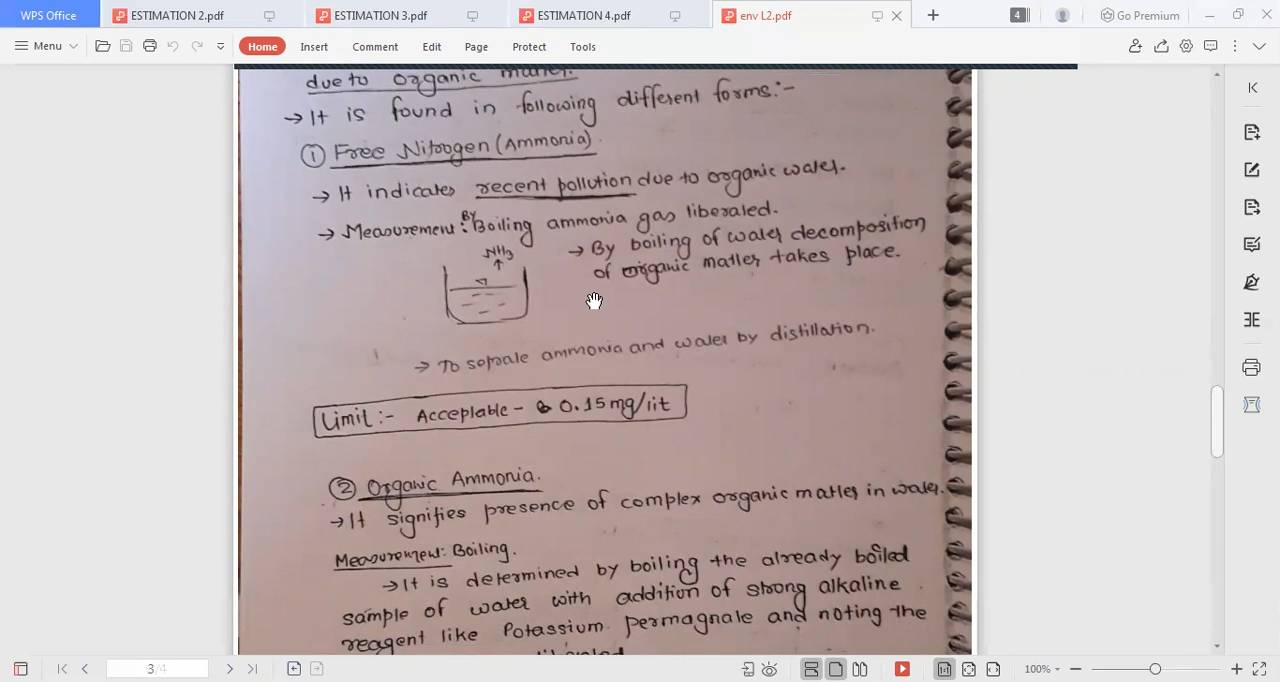 WPS Office
ESTIMATION 2.pdf
ESTIMATION 3.pdf
ESTIMATION 4.pdf
env L2.pdf
4
Go Premium
Menu
Home
Insert
Comment
Edit
Page
Protect
Tools
due to organic matter.
→ It is found in following different forms:-
① Free Nitrogen (Ammonia)
→ It indicates recent pollution due to organic water.
→ Measurement: By Boiling ammonia gas liberated.
NH3
→ By boiling of water decomposition
of organic matter takes place.
→ To seprate ammonia and water by distillation.
Limit:- Acceptable - 0.15 mg/lit
② Organic Ammonia.
→ It signifies presence of complex organic matter in water.
Measurement: Boiling.
→ It is determined by boiling the already boiled
sample of water with addition of strong alkaline
reagent like Potassium permagnate and noting the
3/4
100%